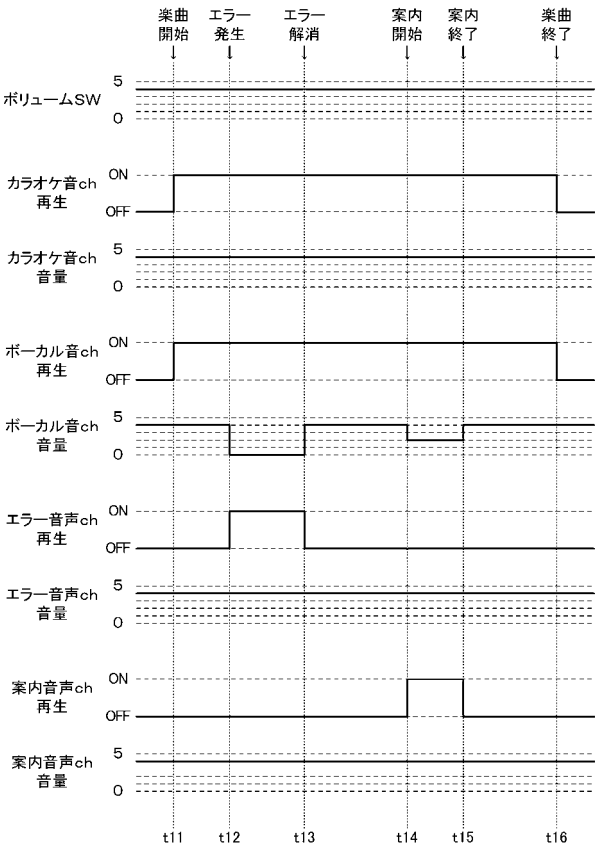 楽曲 エラー エラー 案内 案内 楽曲
開始 発生 解消 開始 終了 終了
5
ボリュームSW
0
ON
カラオケ音ch
再生
OFF
5
カラオケ音ch
音量
0
ON
ボーカル音ch
再生
OFF
5
ボーカル音ch
音量
0
ON
エラー音声ch
再生
OFF
5
エラー音声ch
音量
0
ON
案内音声ch
再生
OFF
5
案内音声ch
音量
0
t11 t12 t13 t14 t15 t16